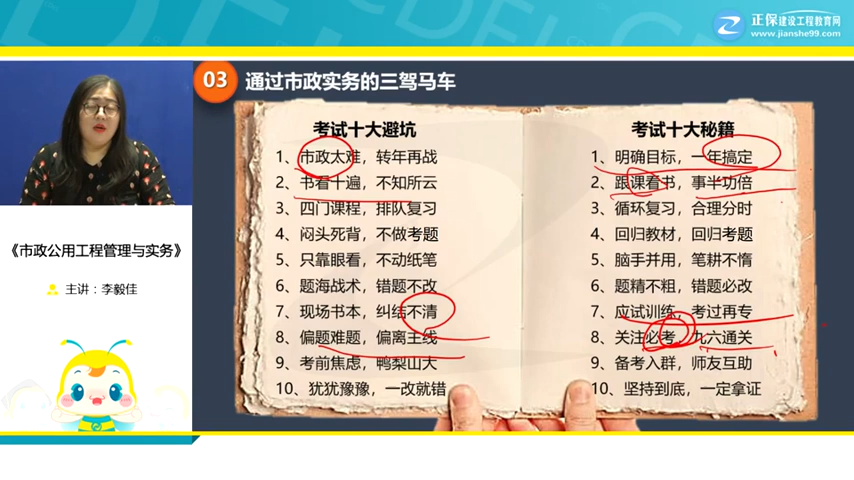 正保建设工程教育网
www.jianshe99.com
03 通过市政实务的三驾马车
考试十大避坑
1、市政太难，转年再战
2、书看十遍，不知所云
3、四门课程，排队复习
4、闷头死背，不做考题
5、只靠眼看，不动纸笔
6、题海战术，错题不改
7、现场书本，纠结不清
8、偏题难题，偏离主线
9、考前焦虑，鸭梨山大
10、犹犹豫豫，一改就错
考试十大秘籍
1、明确目标，一年搞定
2、跟课看书，事半功倍
3、循环复习，合理分时
4、回归教材，回归考题
5、脑手并用，笔耕不惰
6、题精不粗，错题必改
7、应试训练，考过再专
8、关注必考，九六通关
9、备考入群，师友互助
10、坚持到底，一定拿证
《市政公用工程管理与实务》
主讲：李毅佳